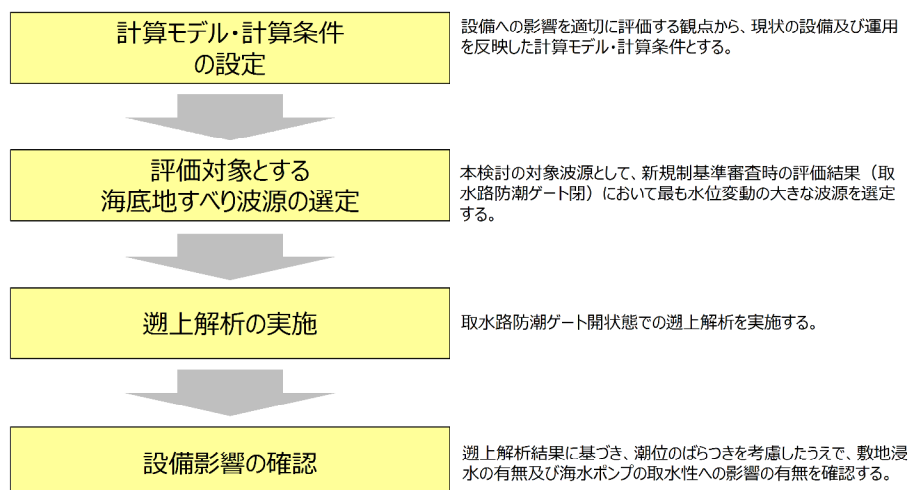 計算モデル・計算条件
の設定
設備への影響を適切に評価する観点から、現状の設備及び運用
を反映した計算モデル・計算条件とする。
評価対象とする
海底地すべり波源の選定
本検討の対象波源として、新規制基準審査時の評価結果（取
水路防潮ゲート閉）において最も水位変動の大きな波源を選定
する。
遡上解析の実施
取水路防潮ゲート開状態での遡上解析を実施する。
設備影響の確認
遡上解析結果に基づき、潮位のばらつきを考慮したうえで、敷地浸
水の有無及び海水ポンプの取水性への影響の有無を確認する。